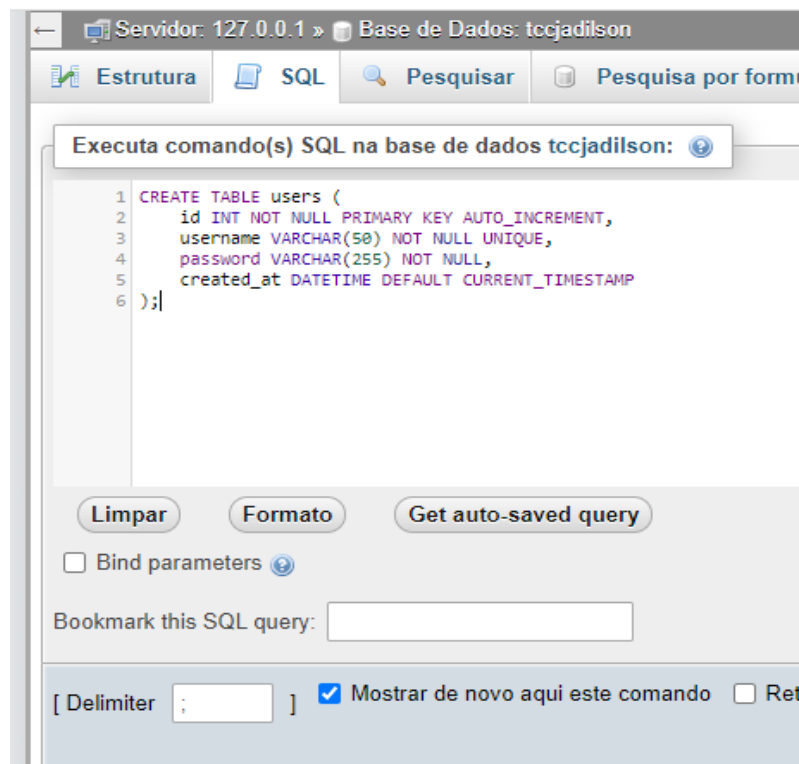 Servidor: 127.0.0.1 » Base de Dados: tccjadilson
Estrutura SQL Pesquisar Pesquisa por
Executa comando(s) SQL na base de dados tccjadilson:
1 CREATE TABLE users (
2 id INT NOT NULL PRIMARY KEY AUTO_INCREMENT,
3 username VARCHAR(50) NOT NULL UNIQUE,
4 password VARCHAR(255) NOT NULL,
5 created_at DATETIME DEFAULT CURRENT_TIMESTAMP
6 );
Limpar Formato Get auto-saved query
Bind parameters
Bookmark this SQL query:
[ Delimiter ; ] Mostrar de novo aqui este comando